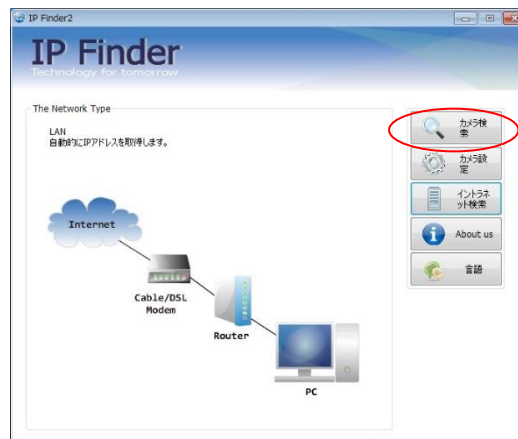 IP Finder2
IP Finder
Technology for tomorrow
The Network Type
LAN
自動的にIPアドレスを取得します。
Internet
Cable/DSL
Modem
Router
PC
カメラ検
索
カメラ設
定
イントラネ
ット検索
About us
言語